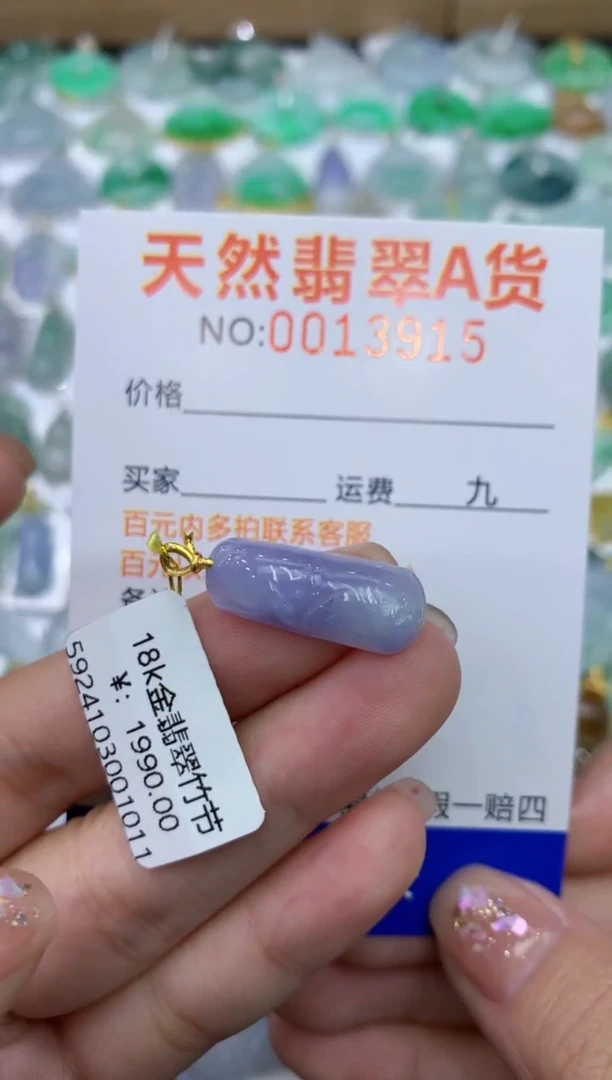 天然翡翠A货
NO:0013915
价格
买家 运费 九
百元内多拍联系客服
百元
18k金翡翠竹节
¥: 1990.00
5924103001011
假一赔四